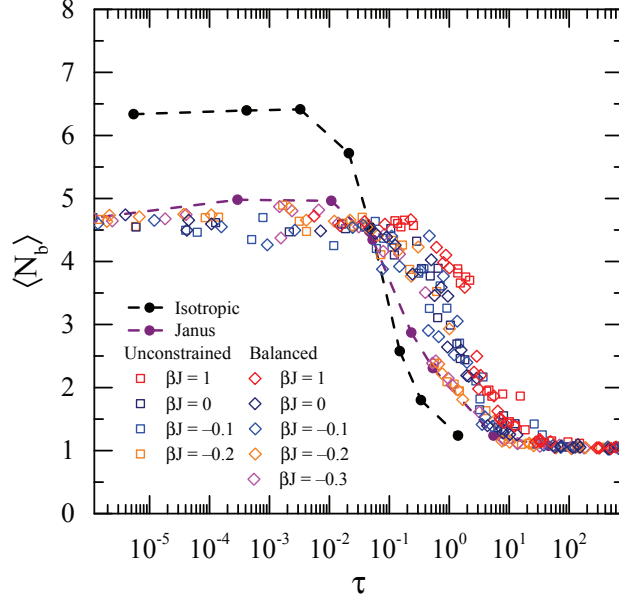 8
7
6
5
4
3
2
1
0
⟨N_b⟩
Isotropic
Janus
Unconstrained Balanced
βJ = 1 βJ = 1
βJ = 0 βJ = 0
βJ = –0.1 βJ = –0.1
βJ = –0.2 βJ = –0.2
βJ = –0.3
10^-5 10^-4 10^-3 10^-2 10^-1 10^0 10^1 10^2
τ